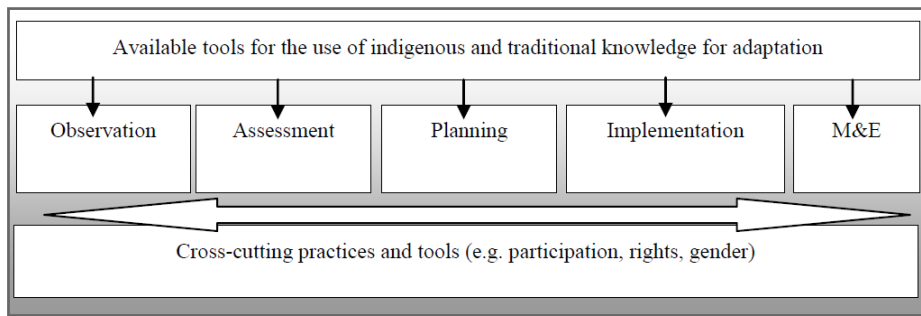 Available tools for the use of indigenous and traditional knowledge for adaptation
Observation
Assessment
Planning
Implementation
M&E
Cross-cutting practices and tools (e.g. participation, rights, gender)